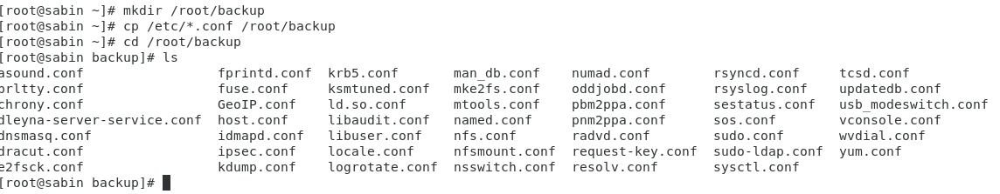 [root@sabin ~]# mkdir /root/backup
[root@sabin ~]# cp /etc/*.conf /root/backup
[root@sabin ~]# cd /root/backup
[root@sabin backup]# ls
asound.conf fprintd.conf krb5.conf man_db.conf numad.conf rsyncd.conf tcsd.conf
brltty.conf fuse.conf ksmtuned.conf mke2fs.conf oddjobd.conf rsyslog.conf updatedb.conf
chrony.conf GeoIP.conf ld.so.conf mtools.conf pbm2ppa.conf sestatus.conf usb_modeswitch.conf
dleyna-server-service.conf host.conf libaudit.conf named.conf pnm2ppa.conf sos.conf vconsole.conf
dnsmasq.conf idmapd.conf libuser.conf nfs.conf radvd.conf sudo.conf wvdial.conf
dracut.conf ipsec.conf locale.conf nfsmount.conf request-key.conf sudo-ldap.conf yum.conf
e2fsck.conf kdump.conf logrotate.conf nsswitch.conf resolv.conf sysctl.conf
[root@sabin backup]#